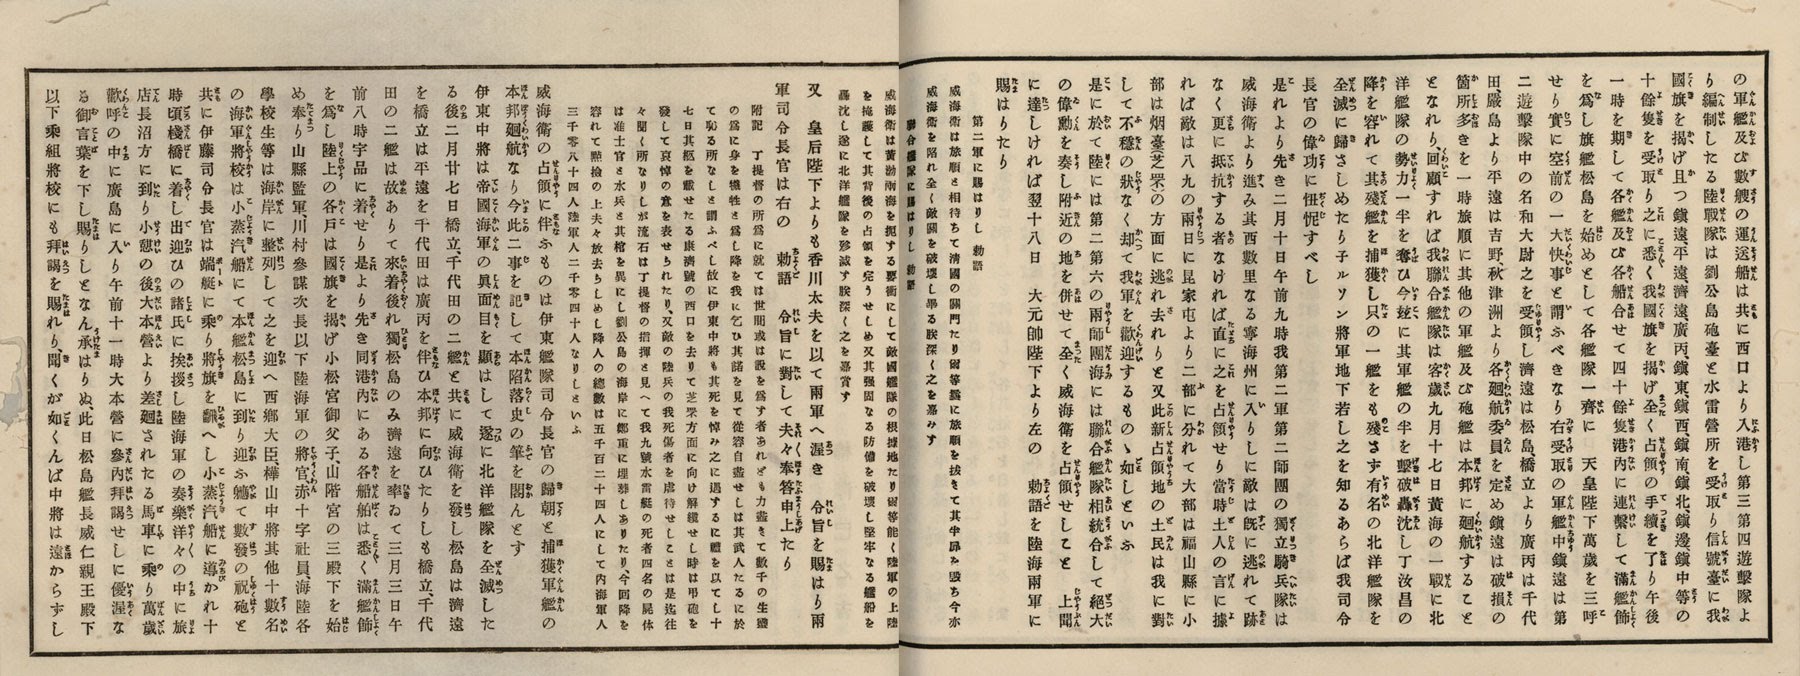 の軍艦及び數艘の運送船は共に西口より入港し第三第四遊擊隊よ
り編制したる陸戰隊は劉公島砲臺と水雷營所を受取り信號臺に我
國旗を揚げ且つ鎭遠、平遠、濟遠、廣丙、鎭東、鎭西、鎭南、鎭北、鎭邊、鎭中等の
十餘隻を受取り之に悉く我國旗を揚げ全く占領の手續を了り午後
一時を期して各艦及び各船合せて四十餘隻港內に連繫して滿艦飾
を爲し旗艦松島を始めとして各艦隊一齊に　天皇陛下萬歲を三呼
せり實に空前の一大快事と謂ふべきなり右受取の軍艦中鎭遠は第
二遊擊隊中の名和大尉之を受領し濟遠は松島、橋立より廣丙は千代
田、嚴島より平遠は吉野秋津洲より各廻航委員を定め鎭遠は破損の
箇所多きを一時旅順に其他の軍艦及び砲艦は本邦に廻航すること
となれり、回顧すれば我聯合艦隊は客歲九月十七日黃海の一戰に北
洋艦隊の勢力一半を奪ひ今玆に其軍艦の半を擊破轟沈し丁汝昌の
降を容れて其殘艦を捕獲し只の一艦をも殘さず有名の北洋艦隊を
全滅に歸さしめたり子ルソン將軍地下若し之を知るあらば我司令
長官の偉功に忸怩すべし
是れより先き二月十日午前九時我第二軍第二師團の獨立騎兵隊は
威海衛より進み其西數里なる寧海州に入りしに敵は旣に逃れて跡
なく更に抵抗する者なければ直に之を占領せり當時土人の言に據
れば敵は八九の兩日に昆家屯より二部に分れて大部は福山縣に小
部は烟臺芝罘の方面に逃れ去れりと又此新占領地の土民は我に對
して不穩の狀なく却つて我軍を歡迎するものゝ如しといふ
是に於て陸には第二第六の兩師團海には聯合艦隊相統合して絕大
の偉勳を奏し附近の地を併せて全く威海衛を占領せしこと　上聞
に達しければ翌十八日　大元帥陛下より左の　勅語を陸海兩軍に
賜はりたり
第二軍に賜はりし　勅語
威海衛は旅順と相待ちて淸國の關門たり爾等曩に旅順を拔きて其半扉を毀ち今亦
威海衛を陷れ全く敵國を破壞し畢る朕深く之を嘉みす
聯合艦隊に賜はりし　勅語
威海衛は黃渤兩海を扼する要衝にして敵國艦隊の根據地たり爾等能く陸軍の上陸
を掩護して其背後の占領を完うせしめ又其强固なる防備を破壞し堅牢なる艦船を
轟沈し遂に北洋艦隊を殄滅す朕深く之を嘉賞す
又　皇后陛下よりも香川太夫を以て兩軍へ渥き　令旨を賜はり兩
軍司令長官は右の　勅語　令旨に對して夫々奉答申上たり
附記　丁提督の所爲に就ては世間或は說を爲す者あれども力盡きて數千の生靈
の爲に身を犧牲と爲し降を我に乞ひ其諾を見て從容自盡せしは其武人たるに於
て恥る所なしと謂ふべし故に伊東中將も其死を悼み之に遇するに禮を以てし十
七日其柩を載せたる康濟號の西口を去りて芝罘方面に向け解纜せし時は弔砲を
發して哀悼の意を表せられたり、又敵の陸兵の我死傷者を虐待せしことは是迄往
々聞く所なりしが流石は丁提督の指揮と見へて我九號水雷艇の死者四名の屍体
は准士官と水兵と其棺を異にし劉公島の海岸に鄭重に埋葬しありたり、今回降を
容れて黠撿の上夫々放去らしめし降人の總數は五千百二十四人にして內海軍人
三千零八十四人陸軍人二千零四十人なりしといふ
威海衛の占領に伴ふものは伊東艦隊司令長官の歸朝と捕獲軍艦の
本邦廻航なり今此二事を記して本陷落史の筆を閣んとす
伊東中將は帝國海軍の眞面目を顯はして遂に北洋艦隊を全滅した
る後二月廿七日橋立千代田の二艦と共に威海衛を發し松島は濟遠
を橋立は平遠を千代田は廣丙を伴ひ本邦に向ひたりしも橋立、千代
田の二艦は故ありて來着後れ獨松島のみ濟遠を率ゐて三月三日午
前八時宇品に着せり是より先き同港內にある各船舶は悉く滿艦飾
を爲し陸上の各戶は國旗を揚げ小松宮御父子山階宮の三殿下を始
め奉り山縣監軍、川村參謀次長以下陸海軍の將官、赤十字社員、海陸各
學校生等は海岸に整列して之を迎へ西鄕大臣樺山中將其他十數名
の海軍將校は小蒸汽船にて本艦松島に到り迎ふ軈て數發の祝砲と
共に伊藤司令長官は端艇に乘り將旗を飜へし小蒸汽船に導かれ十
時頃棧橋に着し出迎ひの諸氏に挨拶し陸海軍の奏樂洋々の中に旅
店長沼方に到り小憩の後大本營より差廻されたる馬車に乘り萬歲
歡呼の中に廣島に入り午前十一時大本營に參內拜謁せしに優渥な
る御言葉を下し賜りしとなん承はりぬ、此日松島艦長威仁親王殿下
以下乘組將校にも拜謁を賜れり、聞くが如くんば中將は遠からずし